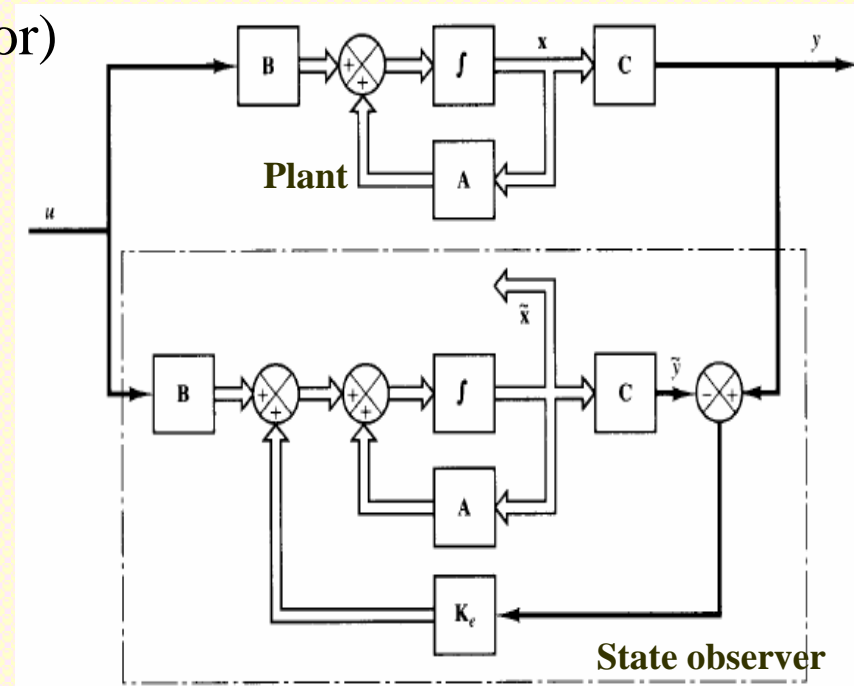 or)
B
+
+
∫
x
C
y
Plant
A
u
x̃
B
+
+
+
+
∫
C
ỹ
-
+
A
Kₑ
State observer